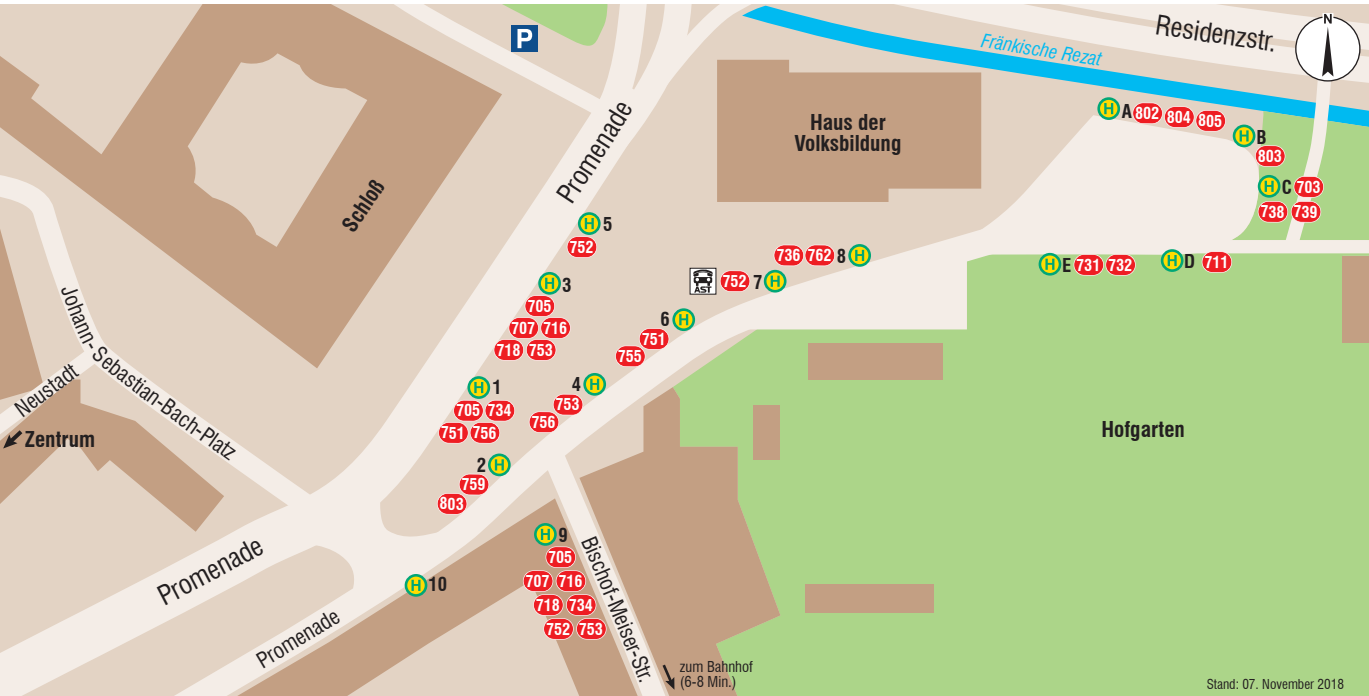 P
N
Residenzstr.
Fränkische Rezat
Promenade
Haus der
Volksbildung
Schloß
H A 802 804 805
H B
803
H C 703
738 739
H E 731 732
H D 711
H 5
752
736 762 8 H
AST 752 7 H
H 3
705
707 716
718 753
6 H
751
755
H 1
705 734
751 756
4 H
753
756
2 H
759
803
Johann-Sebastian-Bach-Platz
Neustadt
Zentrum
Hofgarten
H 9
705
707 716
718 734
752 753
H 10
Promenade
Promenade
Bischof-Meiser-Str.
zum Bahnhof
(6-8 Min.)
Stand: 07. November 2018